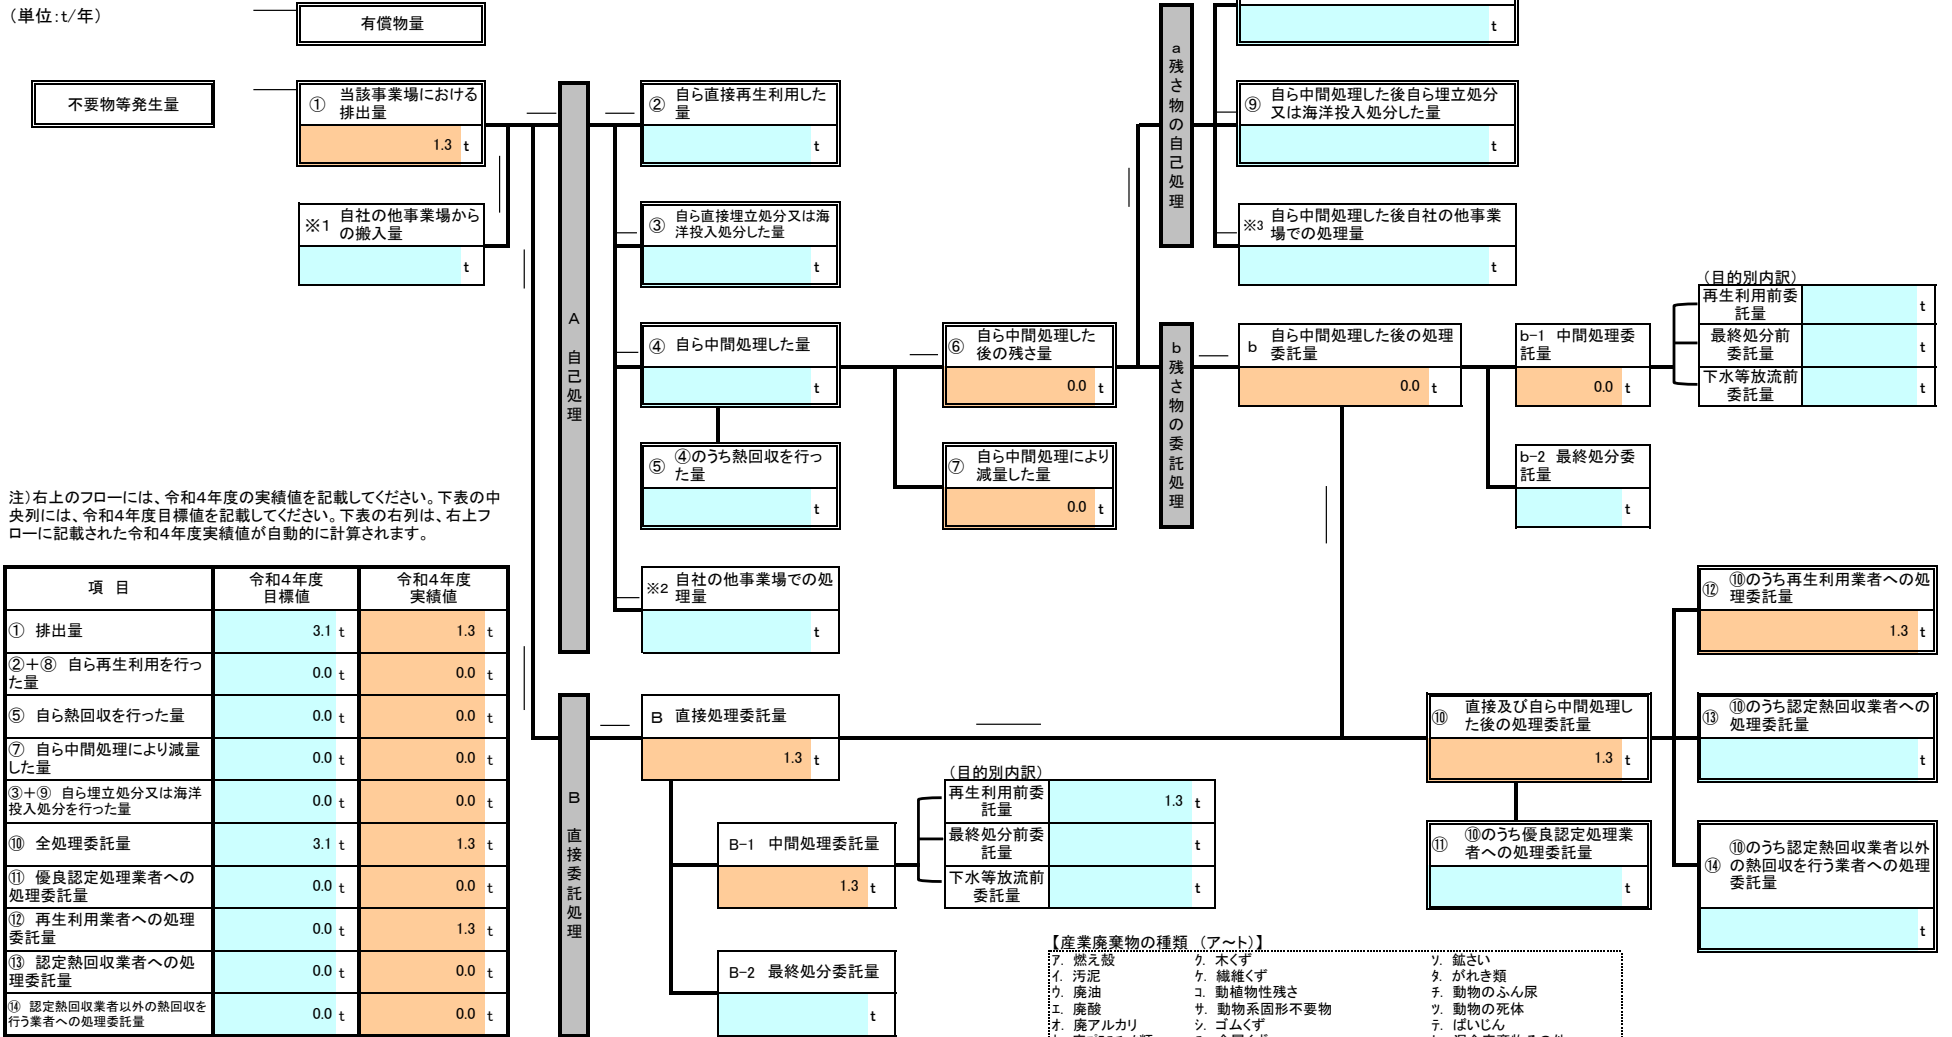 (単位:t/年)
有償物量
不要物等発生量
① 当該事業場における
排出量
1.3 t
※1 自社の他事業場から
の搬入量
t
A 自己処理
② 自ら直接再生利用した
量
t
③ 自ら直接埋立処分又は海
洋投入処分した量
t
④ 自ら中間処理した量
t
⑤ ④のうち熱回収を行っ
た量
t
※2 自社の他事業場での処
理量
t
⑥ 自ら中間処理した
後の残さ量
0.0 t
⑦ 自ら中間処理により
減量した量
0.0 t
a 残さ物の自己処理
t
⑨ 自ら中間処理した後自ら埋立処分
又は海洋投入処分した量
t
※3 自ら中間処理した後自社の他事業
場での処理量
t
b 残さ物の委託処理
b 自ら中間処理した後の処理
委託量
0.0 t
b-1 中間処理委
託量
0.0 t
b-2 最終処分委
託量
t
(目的別内訳)
再生利用前委
託量
t
最終処分前
委託量
t
下水等放流前
委託量
t
注)右上のフローには、令和4年度の実績値を記載してください。下表の中
央列には、令和4年度目標値を記載してください。下表の右列は、右上フ
ローに記載された令和4年度実績値が自動的に計算されます。
項 目 令和4年度
目標値 令和4年度
実績値
① 排出量 3.1 t 1.3 t
②+⑧ 自ら再生利用を行っ
た量 0.0 t 0.0 t
⑤ 自ら熱回収を行った量 0.0 t 0.0 t
⑦ 自ら中間処理により減量
した量 0.0 t 0.0 t
③+⑨ 自ら埋立処分又は海洋
投入処分を行った量 0.0 t 0.0 t
⑩ 全処理委託量 3.1 t 1.3 t
⑪ 優良認定処理業者への
処理委託量 0.0 t 0.0 t
⑫ 再生利用業者への処理
委託量 0.0 t 1.3 t
⑬ 認定熱回収業者への処
理委託量 0.0 t 0.0 t
⑭ 認定熱回収業者以外の熱回収を
行う業者への処理委託量 0.0 t 0.0 t
B 直接委託処理
B 直接処理委託量
1.3 t
B-1 中間処理委託量
1.3 t
B-2 最終処分委託量
t
(目的別内訳)
再生利用前委
託量
1.3 t
最終処分前委
託量
t
下水等放流前
委託量
t
⑩ 直接及び自ら中間処理し
た後の処理委託量
1.3 t
⑪ ⑩のうち優良認定処理業
者への処理委託量
t
⑫ ⑩のうち再生利用業者への処
理委託量
1.3 t
⑬ ⑩のうち認定熱回収業者への
処理委託量
t
⑭ ⑩のうち認定熱回収業者以外
の熱回収を行う業者への処理
委託量
t
【産業廃棄物の種類 (ア~ト)】
ア. 燃え殻 ク. 木くず ソ. 鉱さい
イ. 汚泥 ケ. 繊維くず タ. がれき類
ウ. 廃油 コ. 動植物性残さ チ. 動物のふん尿
エ. 廃酸 サ. 動物系固形不要物 ツ. 動物の死体
オ. 廃アルカリ シ. ゴムくず テ. ばいじん